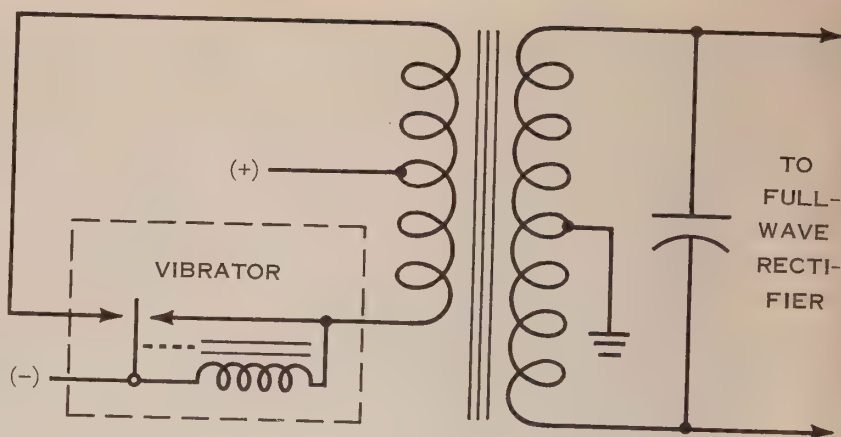 (+)
VIBRATOR
(-)
TO
FULL-
WAVE
RECTI-
FIER